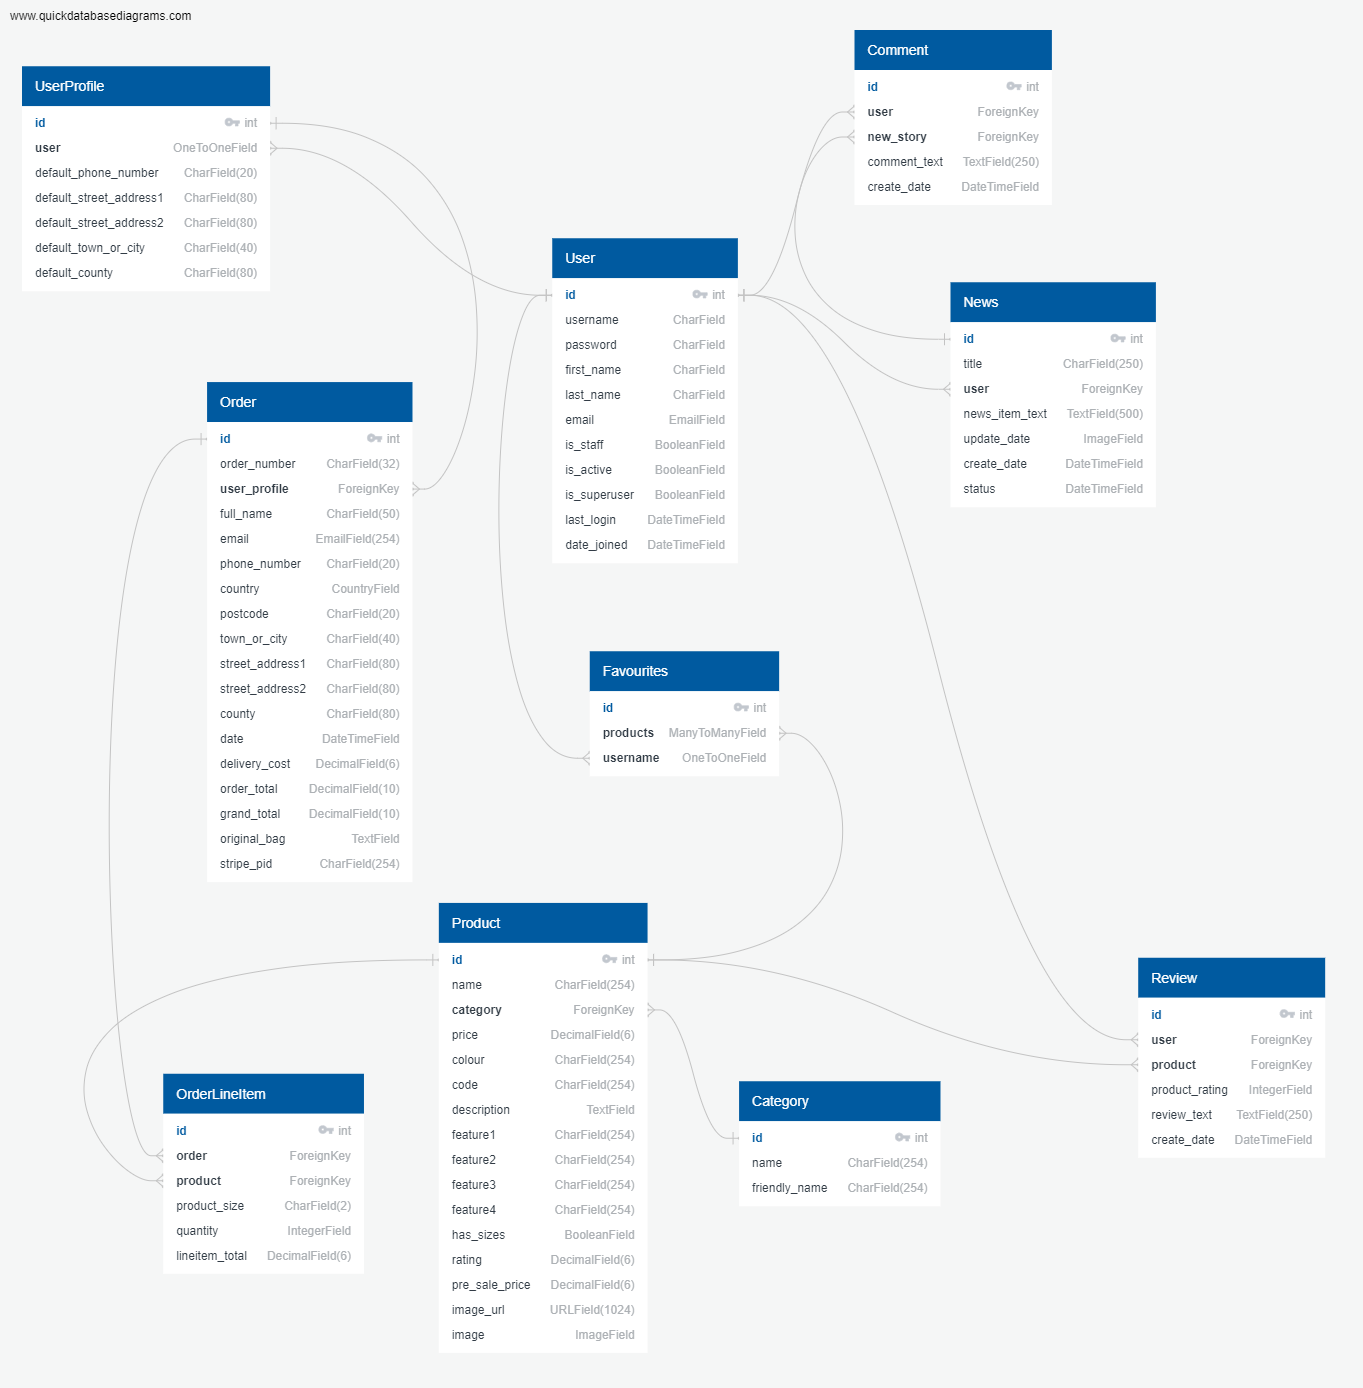 www.quickdatabasediagrams.com
UserProfile
id int
user OneToOneField
default_phone_number CharField(20)
default_street_address1 CharField(80)
default_street_address2 CharField(80)
default_town_or_city CharField(40)
default_county CharField(80)
Comment
id int
user ForeignKey
new_story ForeignKey
comment_text TextField(250)
create_date DateTimeField
User
id int
username CharField
password CharField
first_name CharField
last_name CharField
email EmailField
is_staff BooleanField
is_active BooleanField
is_superuser BooleanField
last_login DateTimeField
date_joined DateTimeField
News
id int
title CharField(250)
user ForeignKey
news_item_text TextField(500)
update_date ImageField
create_date DateTimeField
status DateTimeField
Order
id int
order_number CharField(32)
user_profile ForeignKey
full_name CharField(50)
email EmailField(254)
phone_number CharField(20)
country CountryField
postcode CharField(20)
town_or_city CharField(40)
street_address1 CharField(80)
street_address2 CharField(80)
county CharField(80)
date DateTimeField
delivery_cost DecimalField(6)
order_total DecimalField(10)
grand_total DecimalField(10)
original_bag TextField
stripe_pid CharField(254)
Favourites
id int
products ManyToManyField
username OneToOneField
Product
id int
name CharField(254)
category ForeignKey
price DecimalField(6)
colour CharField(254)
code CharField(254)
description TextField
feature1 CharField(254)
feature2 CharField(254)
feature3 CharField(254)
feature4 CharField(254)
has_sizes BooleanField
rating DecimalField(6)
pre_sale_price DecimalField(6)
image_url URLField(1024)
image ImageField
Review
id int
user ForeignKey
product ForeignKey
product_rating IntegerField
review_text TextField(250)
create_date DateTimeField
OrderLineItem
id int
order ForeignKey
product ForeignKey
product_size CharField(2)
quantity IntegerField
lineitem_total DecimalField(6)
Category
id int
name CharField(254)
friendly_name CharField(254)